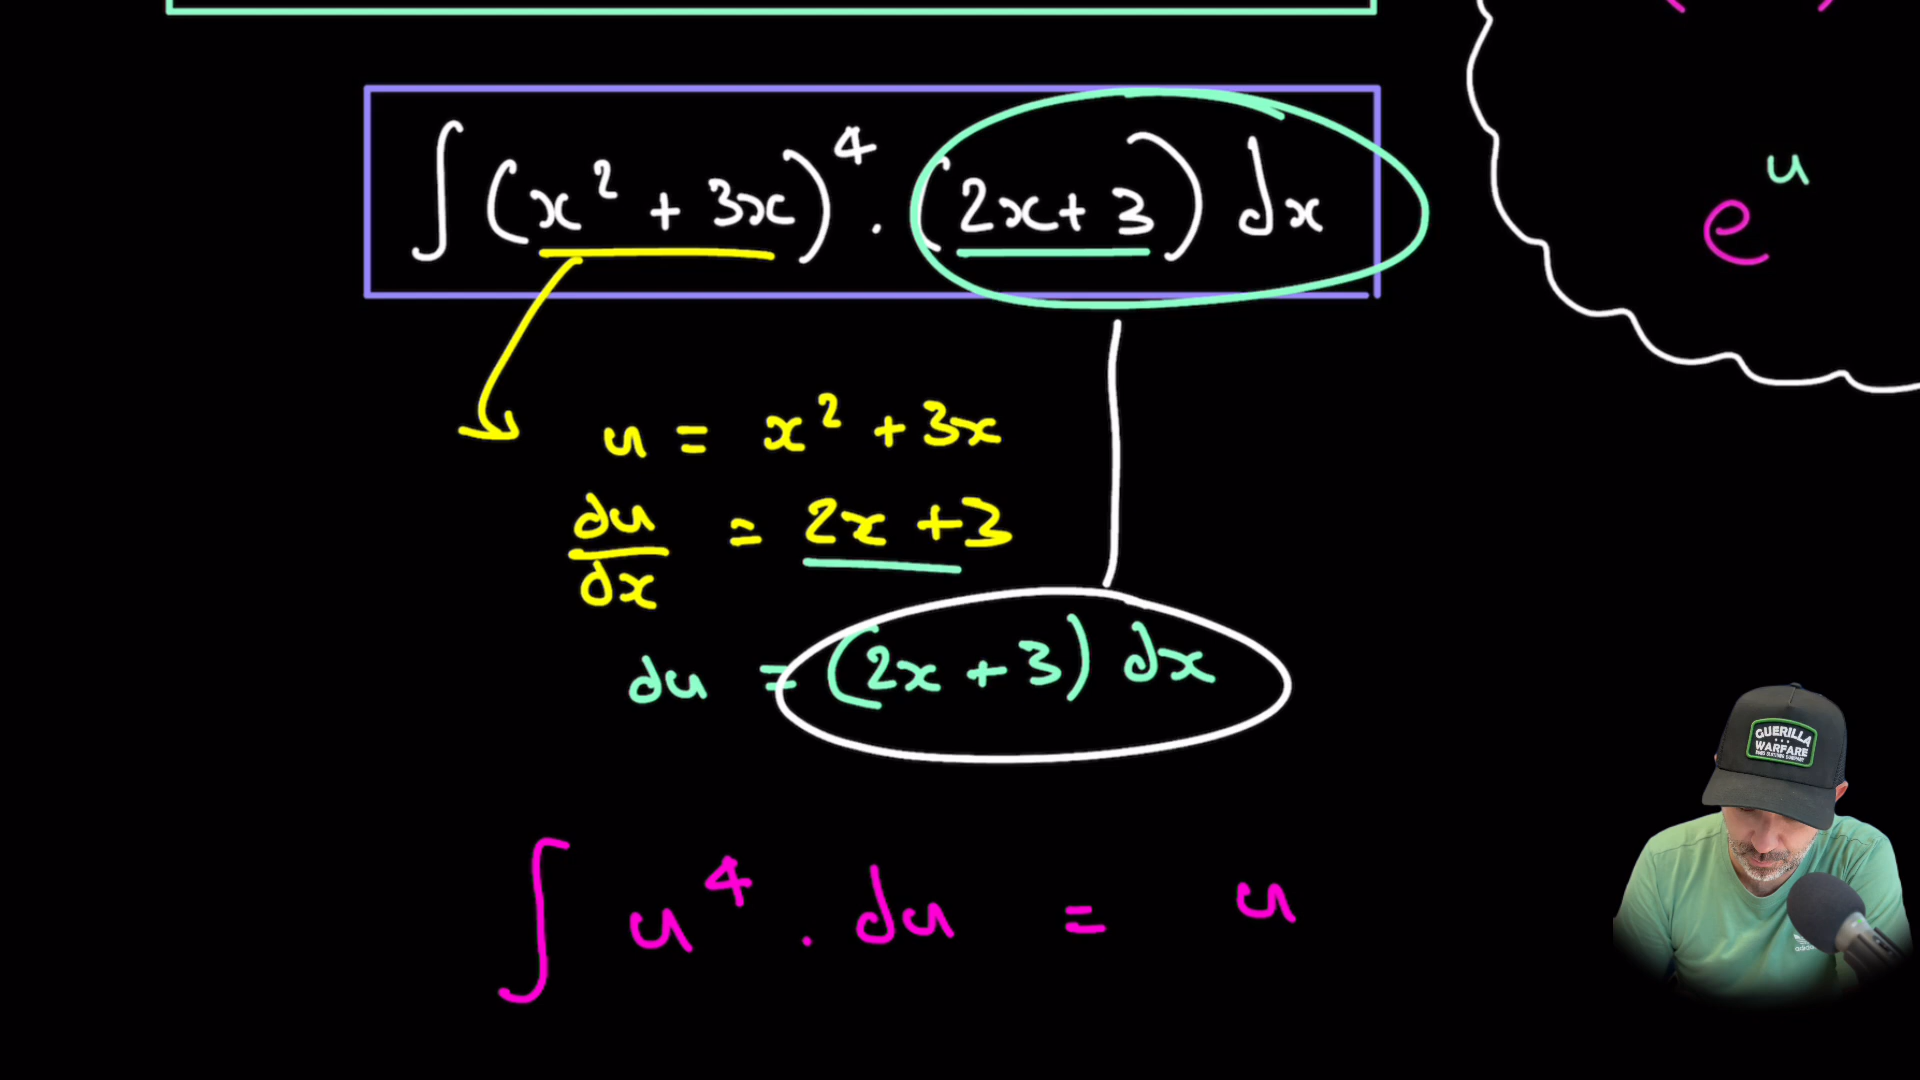 ∫(x² + 3x)⁴ · (2x+3) dx
e^u
u = x² + 3x
du/dx = 2x + 3
du = (2x + 3) dx
∫ u⁴ · du = u
GUERILLA
WARFARE